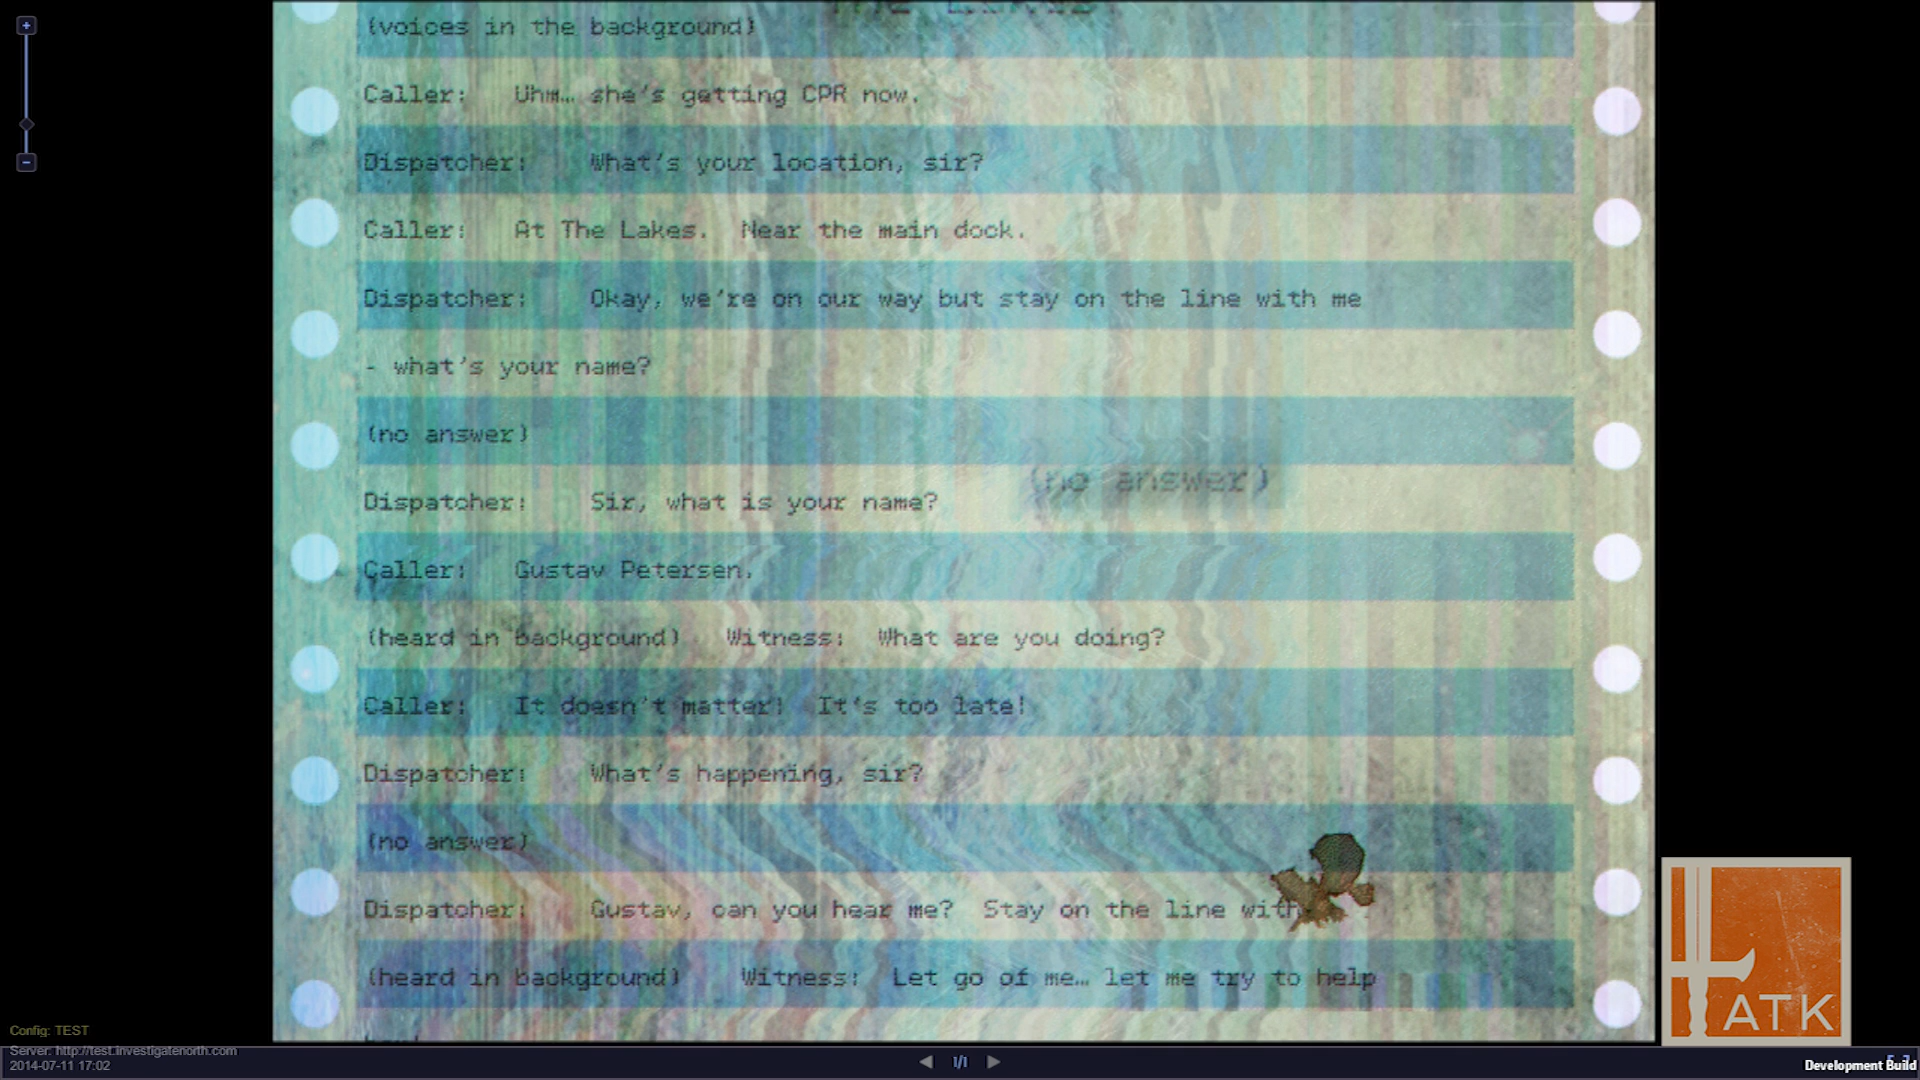 (voices in the background)
Caller: Uhm… she's getting CPR now.
Dispatcher: What's your location, sir?
Caller: At The Lakes. Near the main dock.
Dispatcher: Okay, we're on our way but stay on the line with me
- what's your name?
(no answer)
(no answer)
Dispatcher: Sir, what is your name?
Caller: Gustav Petersen.
(heard in background) Witness: What are you doing?
Caller: It doesn't matter! It's too late!
Dispatcher: What's happening, sir?
(no answer)
Dispatcher: Gustav, can you hear me? Stay on the line with
(heard in background) Witness: Let go of me… let me try to help
ATK
Config: TEST
Server: http://test.investigatenorth.com
2014-07-11 17:02
1/1
Development Build